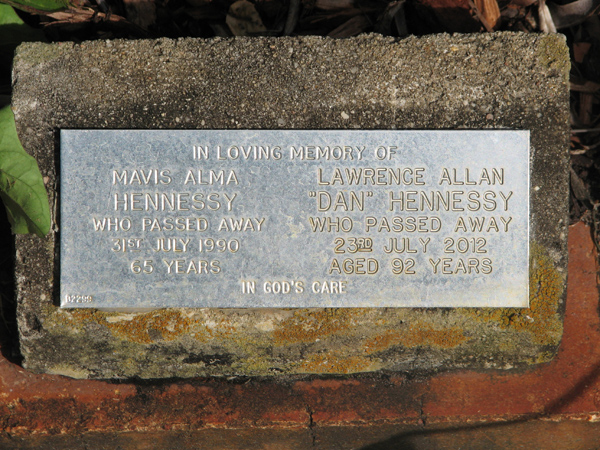 IN LOVING MEMORY OF
MAVIS ALMA
HENNESSY
WHO PASSED AWAY
31ST JULY 1990
65 YEARS
LAWRENCE ALLAN
"DAN" HENNESSY
WHO PASSED AWAY
23RD JULY 2012
AGED 92 YEARS
IN GOD'S CARE
02299